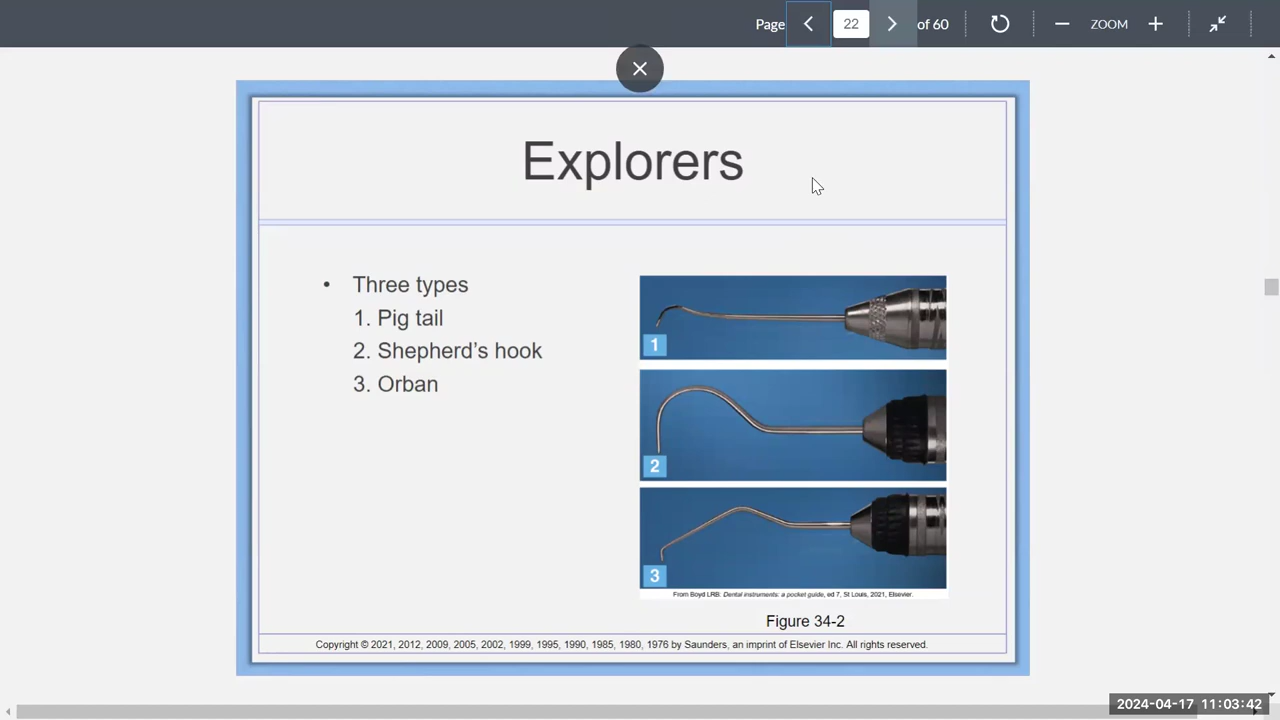 Page 22 of 60 ZOOM
Explorers
• Three types
1. Pig tail
2. Shepherd's hook
3. Orban
1
2
3
From Boyd LRB: Dental instruments: a pocket guide, ed 7, St Louis, 2021, Elsevier.
Figure 34-2
Copyright © 2021, 2012, 2009, 2005, 2002, 1999, 1995, 1990, 1985, 1980, 1976 by Saunders, an imprint of Elsevier Inc. All rights reserved.
2024-04-17 11:03:42